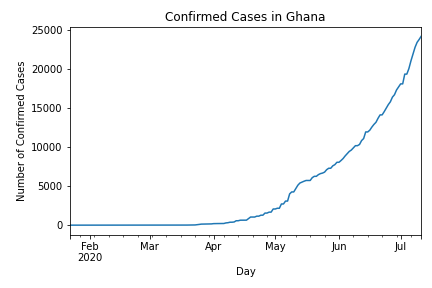 Confirmed Cases in Ghana
25000
20000
15000
10000
5000
0
Number of Confirmed Cases
Feb Mar Apr May Jun Jul
2020
Day